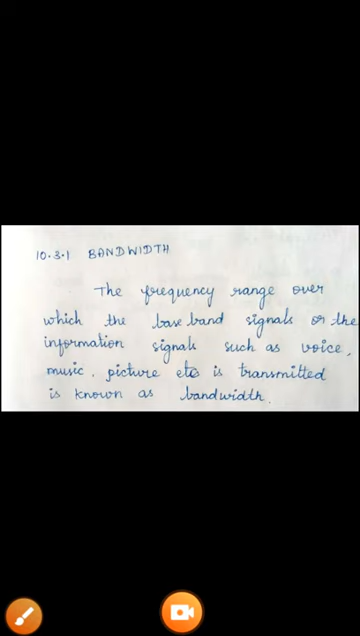 10.3.1 BANDWIDTH
The frequency range over
which the base band signals or the
information signals such as voice,
music, picture etc is transmitted
is known as bandwidth.